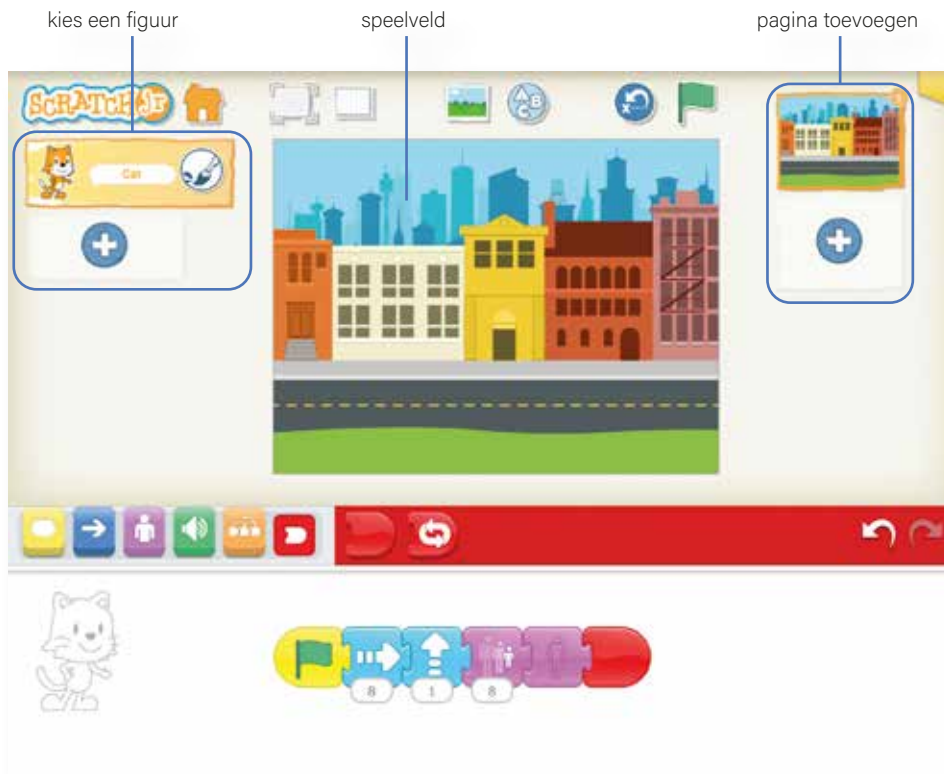 kies een figuur
speelveld
pagina toevoegen
SCRATCH Jr
A B C
Cat
8
1
8